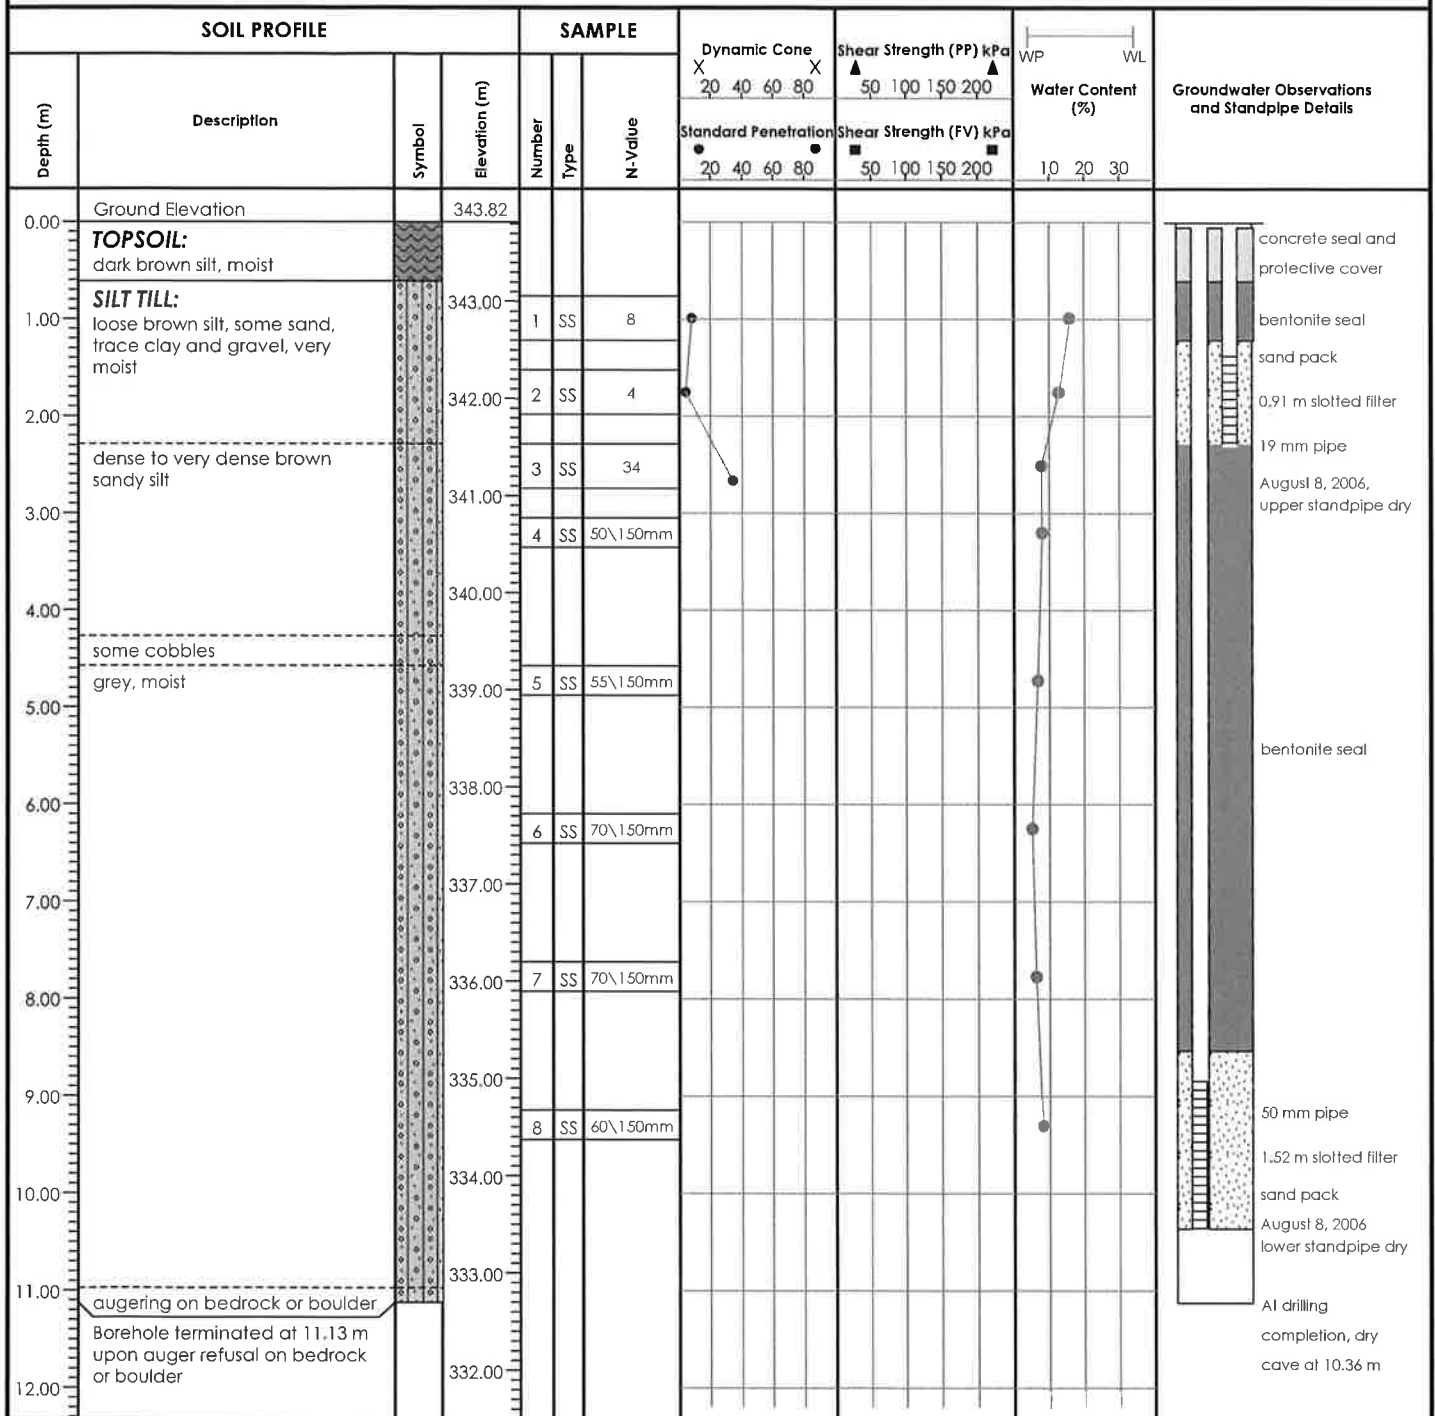 SOIL PROFILE
SAMPLE
Depth (m)
Description
Symbol
Elevation (m)
Number
Type
N-Value
Dynamic Cone
X X
20 40 60 80
Standard Penetration
20 40 60 80
Shear Strength (PP) kPa
50 100 150 200
Shear Strength (FV) kPa
50 100 150 200
WP WL
Water Content
(%)
10 20 30
Groundwater Observations
and Standpipe Details
Ground Elevation
343.82
0.00
TOPSOIL:
dark brown silt, moist
SILT TILL:
loose brown silt, some sand,
trace clay and gravel, very
moist
dense to very dense brown
sandy silt
some cobbles
grey, moist
augering on bedrock or boulder
Borehole terminated at 11.13 m
upon auger refusal on bedrock
or boulder
1.00
2.00
3.00
4.00
5.00
6.00
7.00
8.00
9.00
10.00
11.00
12.00
343.00
342.00
341.00
340.00
339.00
338.00
337.00
336.00
335.00
334.00
333.00
332.00
1 SS 8
2 SS 4
3 SS 34
4 SS 50\150mm
5 SS 55\150mm
6 SS 70\150mm
7 SS 70\150mm
8 SS 60\150mm
concrete seal and
protective cover
bentonite seal
sand pack
0.91 m slotted filter
19 mm pipe
August 8, 2006,
upper standpipe dry
bentonite seal
50 mm pipe
1.52 m slotted filter
sand pack
August 8, 2006
lower standpipe dry
At drilling
completion, dry
cave at 10.36 m